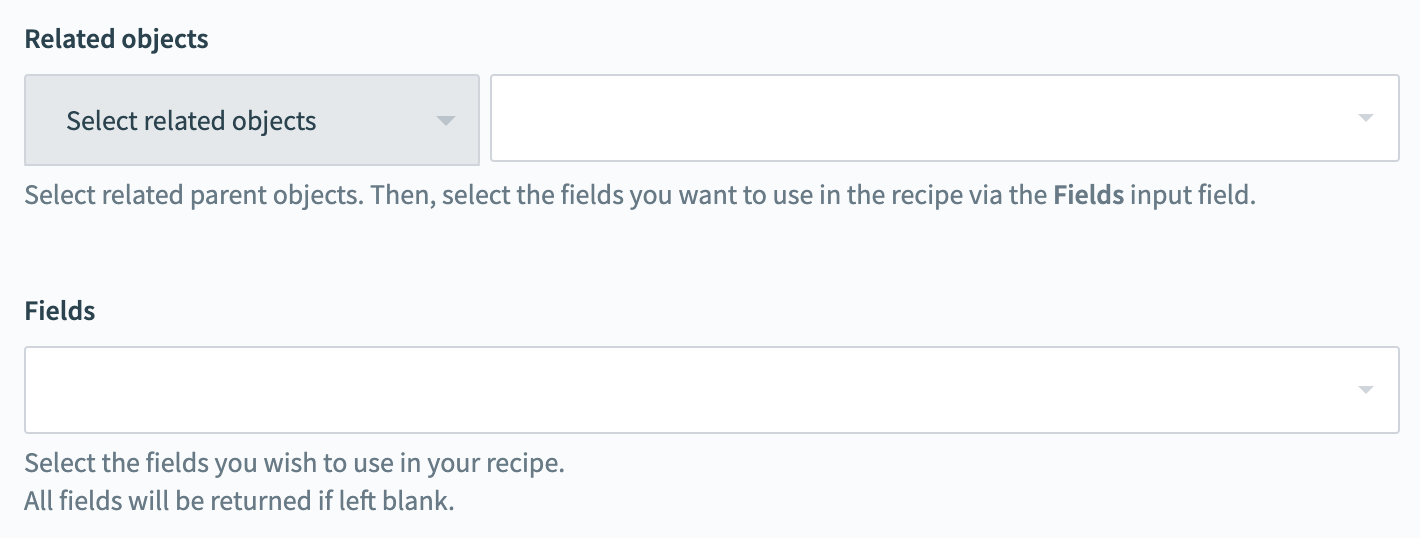 Related objects
Select related objects
Select related parent objects. Then, select the fields you want to use in the recipe via the Fields input field.
Fields
Select the fields you wish to use in your recipe.
All fields will be returned if left blank.